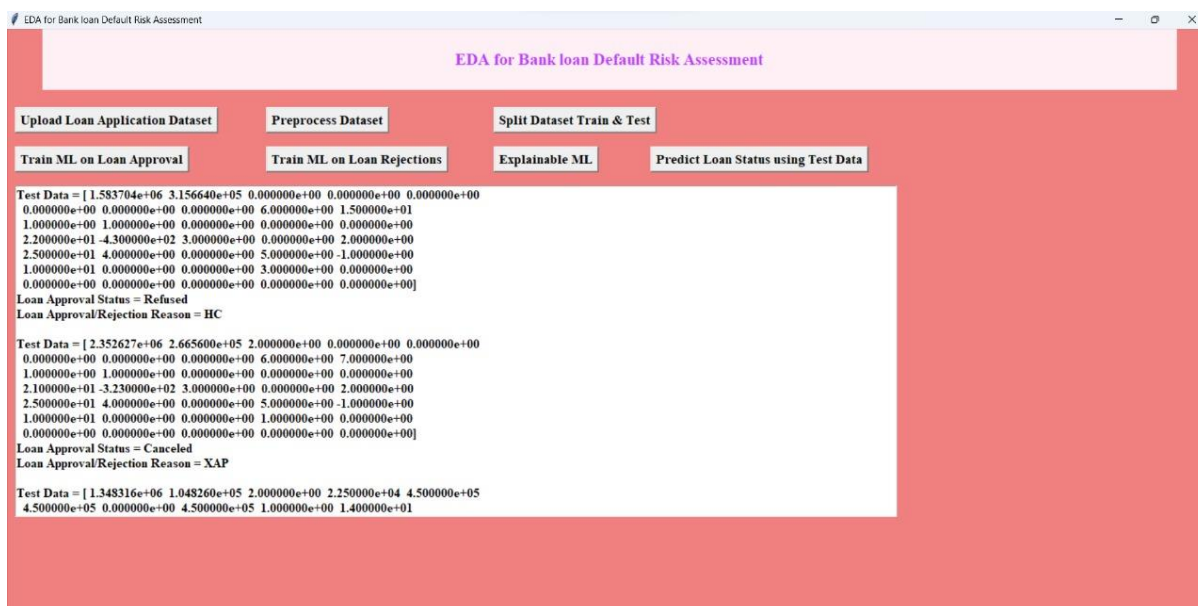 EDA for Bank loan Default Risk Assessment
EDA for Bank loan Default Risk Assessment
Upload Loan Application Dataset Preprocess Dataset Split Dataset Train & Test
Train ML on Loan Approval Train ML on Loan Rejections Explainable ML Predict Loan Status using Test Data
Test Data = [ 1.583704e+06 3.156640e+05 0.000000e+00 0.000000e+00 0.000000e+00
0.000000e+00 0.000000e+00 0.000000e+00 6.000000e+00 1.500000e+01
1.000000e+00 1.000000e+00 0.000000e+00 0.000000e+00 0.000000e+00
2.200000e+01 -4.300000e+02 3.000000e+00 0.000000e+00 2.000000e+00
2.500000e+01 4.000000e+00 0.000000e+00 5.000000e+00 -1.000000e+00
1.000000e+01 0.000000e+00 0.000000e+00 3.000000e+00 0.000000e+00
0.000000e+00 0.000000e+00 0.000000e+00 0.000000e+00 0.000000e+00]
Loan Approval Status = Refused
Loan Approval/Rejection Reason = HC
Test Data = [ 2.352627e+06 2.665600e+05 2.000000e+00 0.000000e+00 0.000000e+00
0.000000e+00 0.000000e+00 0.000000e+00 6.000000e+00 7.000000e+00
1.000000e+00 1.000000e+00 0.000000e+00 0.000000e+00 0.000000e+00
2.100000e+01 -3.230000e+02 3.000000e+00 0.000000e+00 2.000000e+00
2.500000e+01 4.000000e+00 0.000000e+00 5.000000e+00 -1.000000e+00
1.000000e+01 0.000000e+00 0.000000e+00 1.000000e+00 0.000000e+00
0.000000e+00 0.000000e+00 0.000000e+00 0.000000e+00 0.000000e+00]
Loan Approval Status = Canceled
Loan Approval/Rejection Reason = XAP
Test Data = [ 1.348316e+06 1.048260e+05 2.000000e+00 2.250000e+04 4.500000e+05
4.500000e+05 0.000000e+00 4.500000e+05 1.000000e+00 1.400000e+01